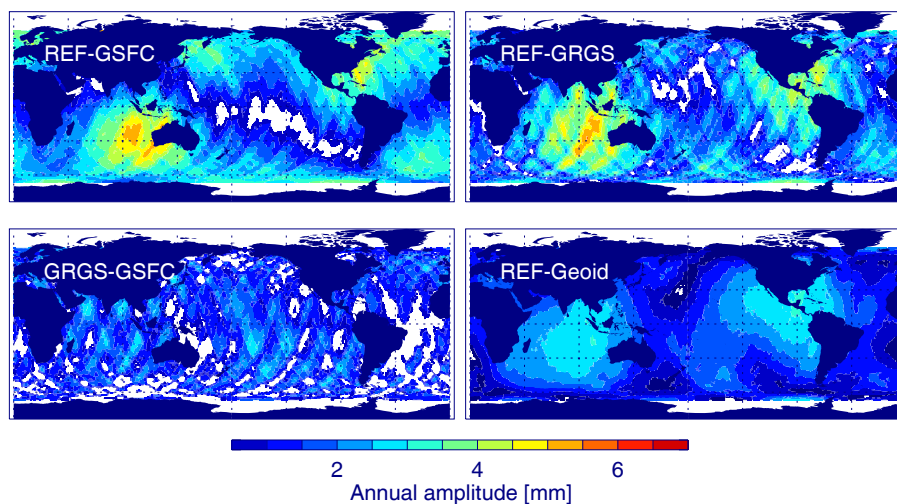 REF-GSFC
REF-GRGS
GRGS-GSFC
REF-Geoid
2 4 6
Annual amplitude [mm]